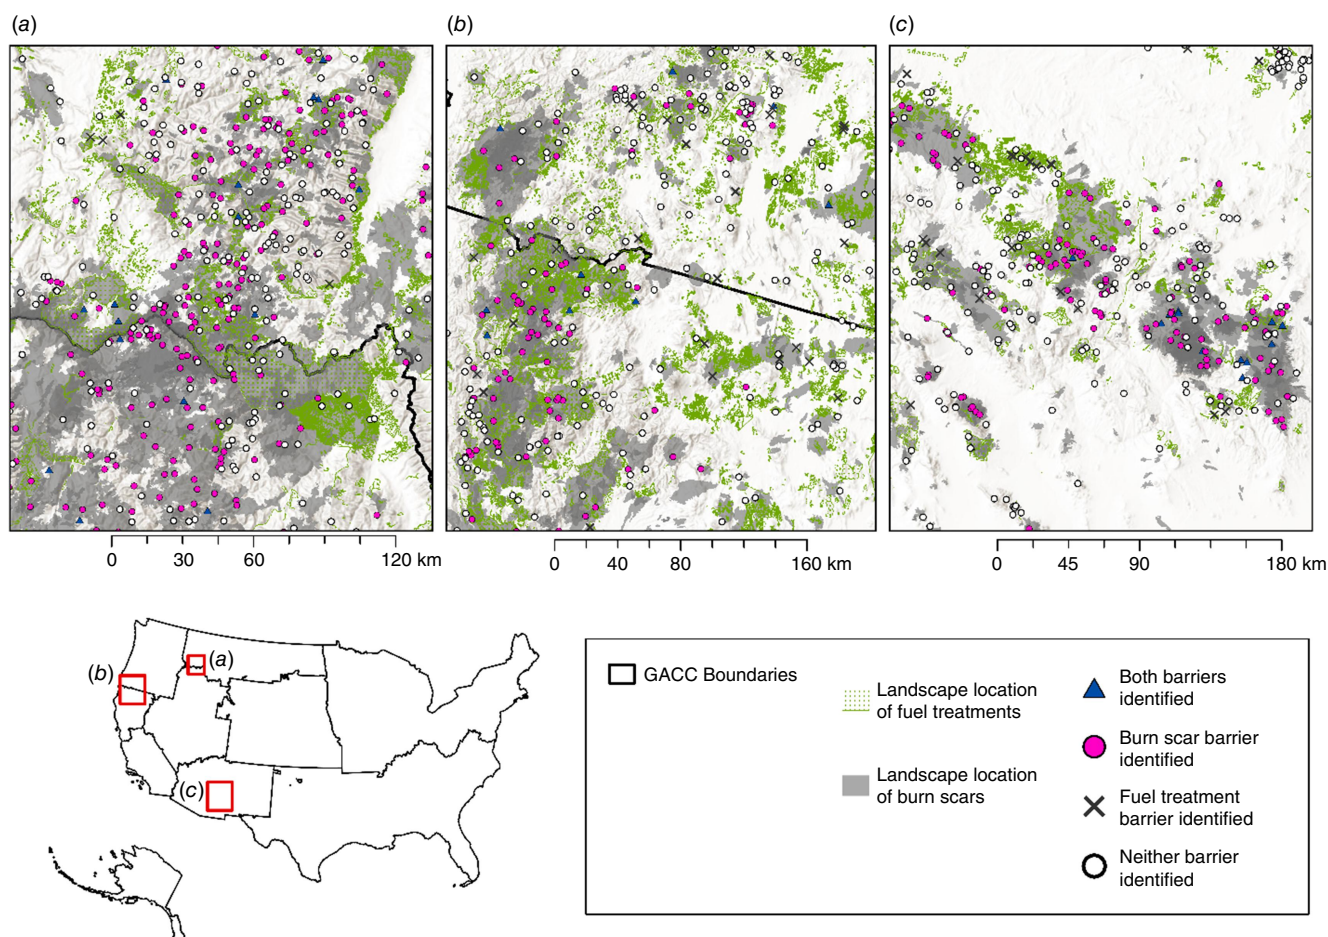 (a)
(b)
(c)
0 30 60 120 km
0 40 80 160 km
0 45 90 180 km
(b)
(a)
(c)
GACC Boundaries
Landscape location
of fuel treatments
Landscape location
of burn scars
Both barriers
identified
Burn scar barrier
identified
Fuel treatment
barrier identified
Neither barrier
identified